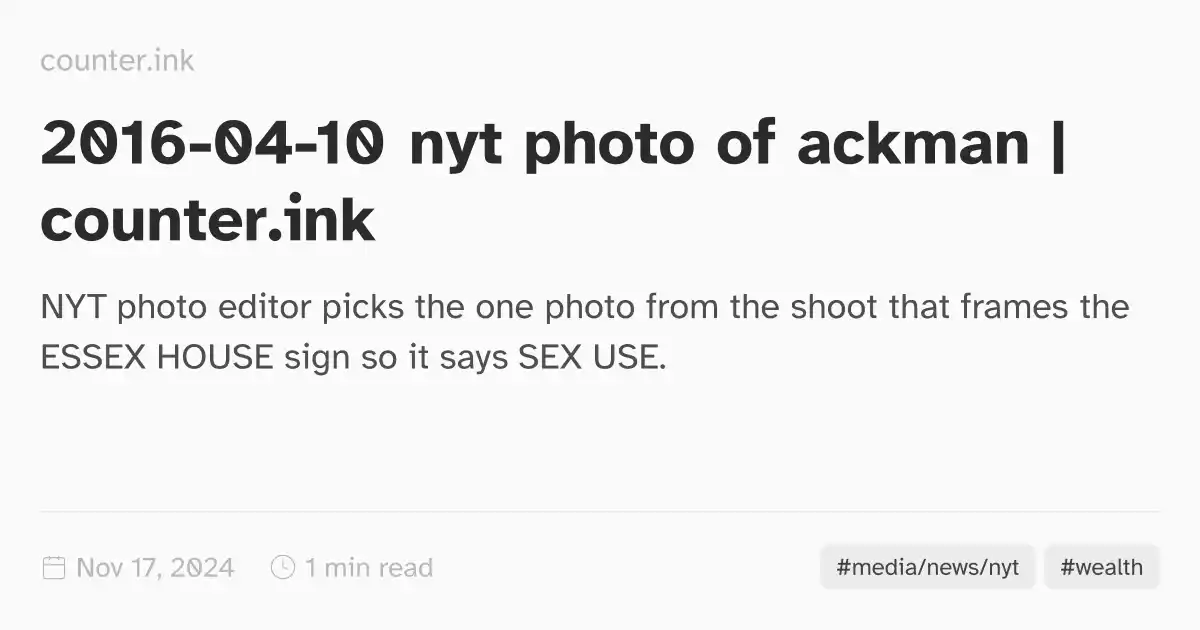 counter.ink
2016-04-10 nyt photo of ackman |
counter.ink
NYT photo editor picks the one photo from the shoot that frames the
ESSEX HOUSE sign so it says SEX USE.
Nov 17, 2024 1 min read #media/news/nyt #wealth